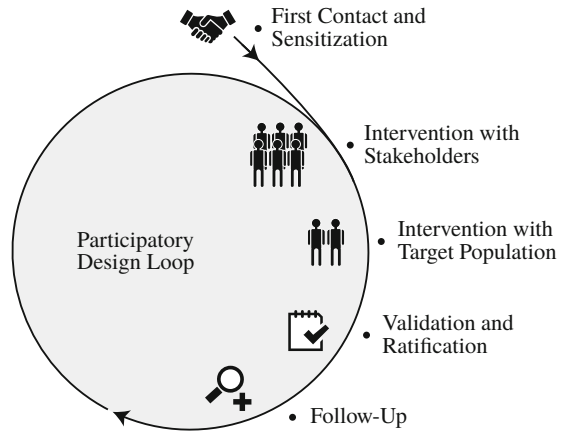 • First Contact and
Sensitization
• Intervention with
Stakeholders
• Intervention with
Target Population
Participatory
Design Loop
• Validation and
Ratification
• Follow-Up